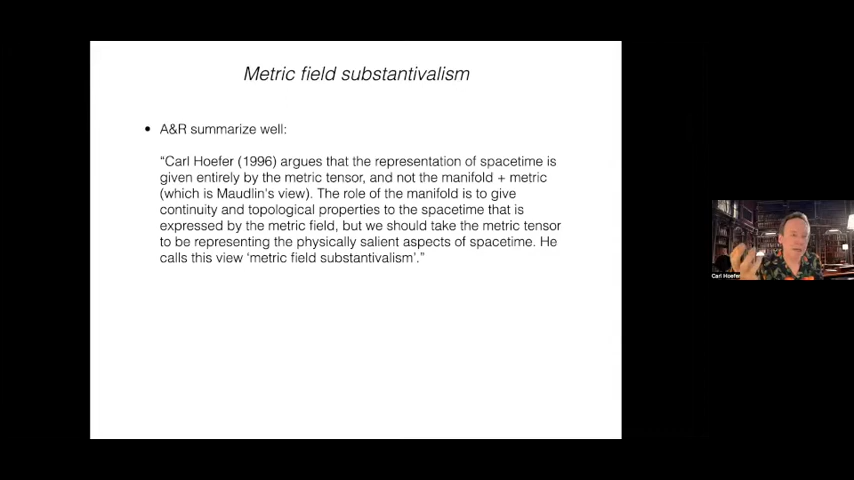 Metric field substantivalism
• A&R summarize well:
“Carl Hoefer (1996) argues that the representation of spacetime is
given entirely by the metric tensor, and not the manifold + metric
(which is Maudlin's view). The role of the manifold is to give
continuity and topological properties to the spacetime that is
expressed by the metric field, but we should take the metric tensor
to be representing the physically salient aspects of spacetime. He
calls this view ‘metric field substantivalism’.”
Carl Hoefer